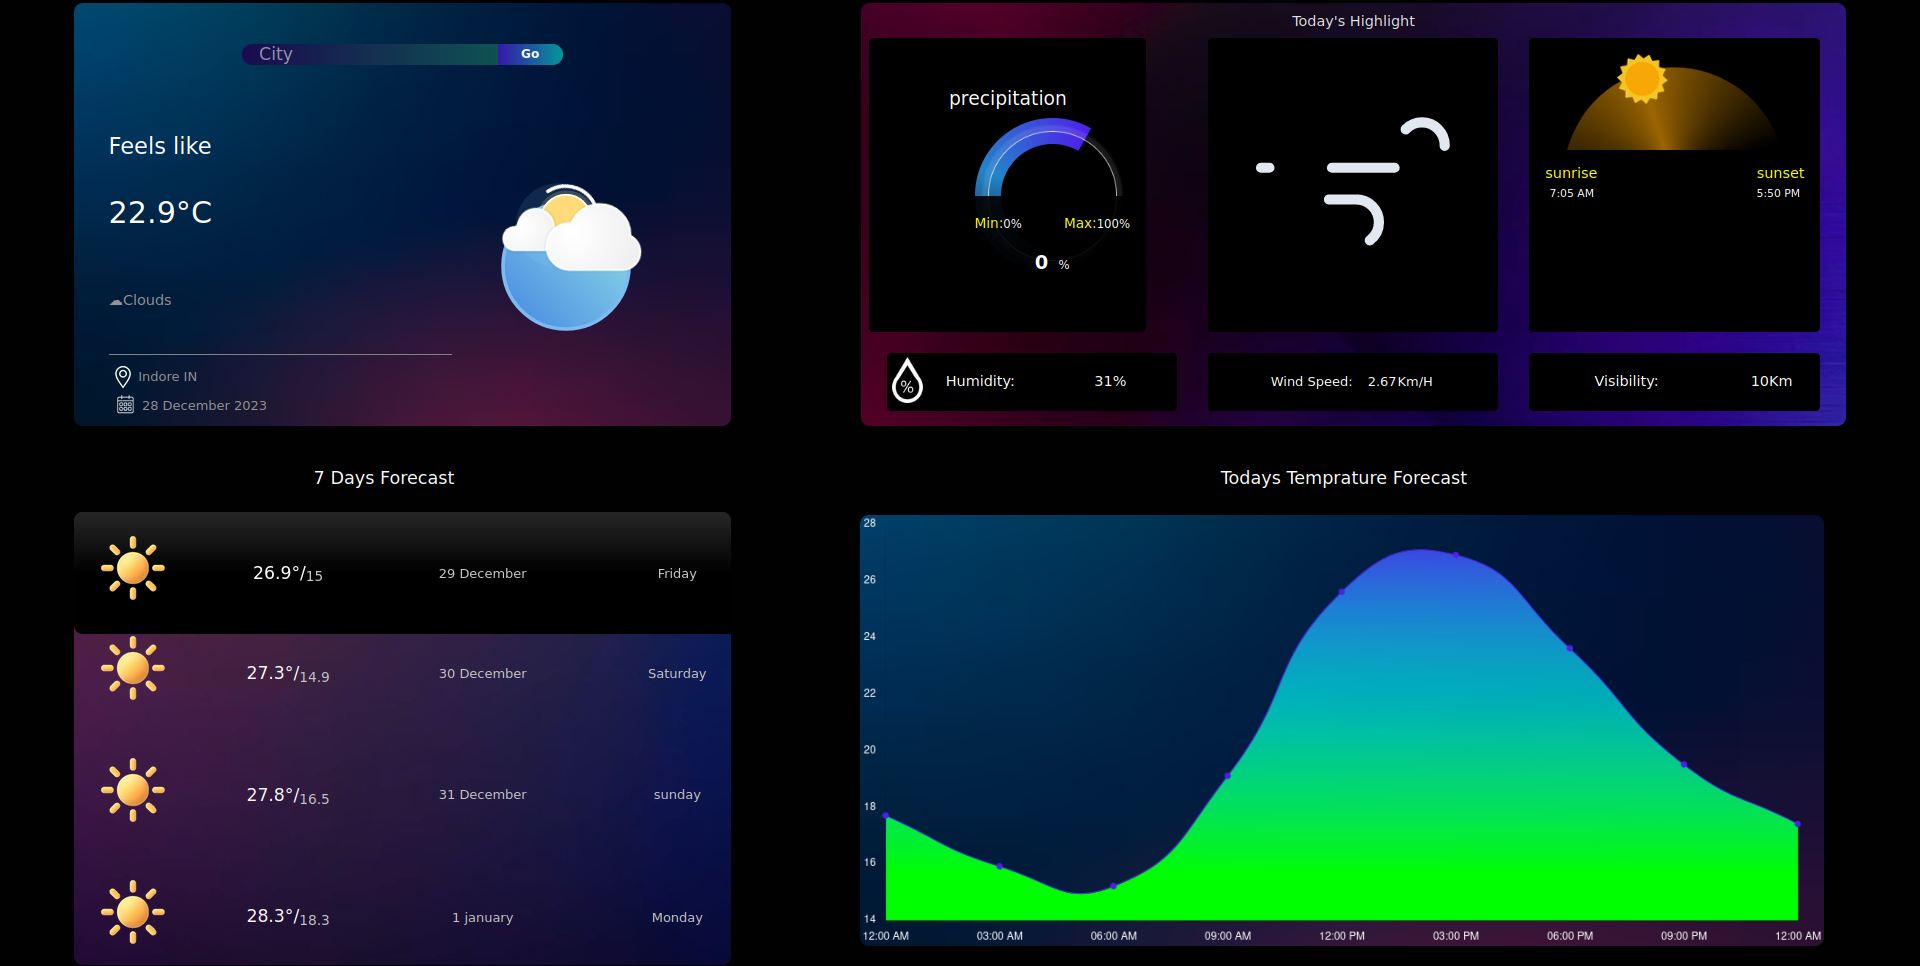 City
Go
Feels like
22.9°C
☁Clouds
Indore IN
28 December 2023
Today's Highlight
precipitation
Min:0%
Max:100%
0 %
sunrise
7:05 AM
sunset
5:50 PM
%
Humidity: 31%
Wind Speed: 2.67Km/H
Visibility: 10Km
7 Days Forecast
26.9°/15 29 December Friday
27.3°/14.9 30 December Saturday
27.8°/16.5 31 December sunday
28.3°/18.3 1 january Monday
Todays Temprature Forecast
28
26
24
22
20
18
16
14
12:00 AM 03:00 AM 06:00 AM 09:00 AM 12:00 PM 03:00 PM 06:00 PM 09:00 PM 12:00 AM